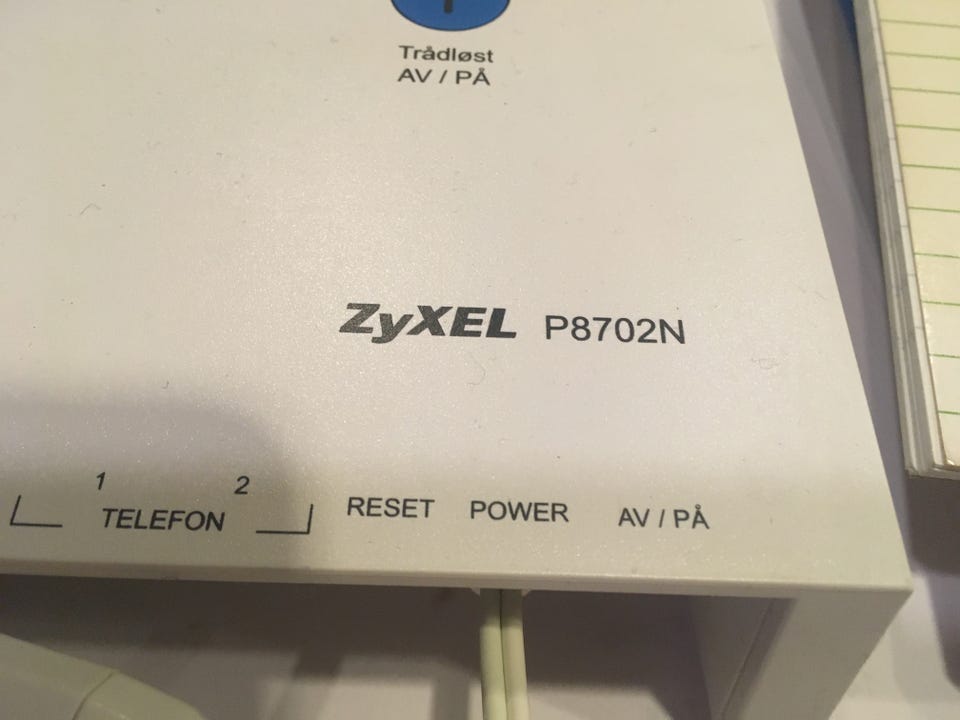 Trådløst
AV / PÅ
ZyXEL P8702N
1 2
TELEFON RESET POWER AV / PÅ